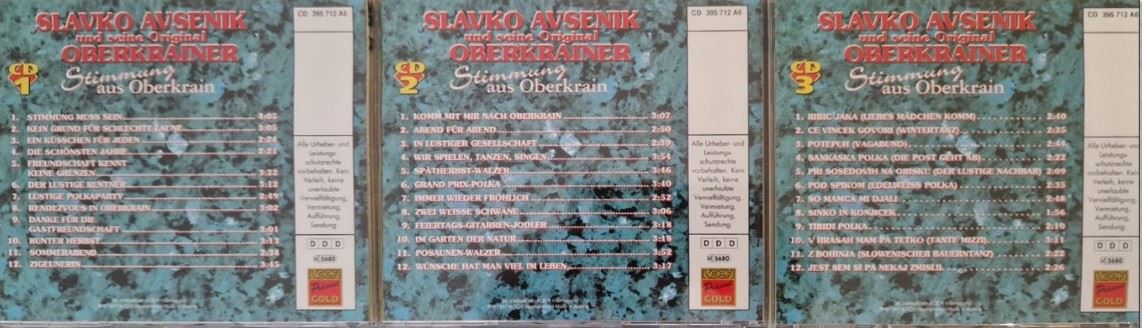 CD 395 712 A6
SLAVKO AVSENIK
und seine Original
OBERKRAINER
Stimmung
aus Oberkrain
CD 1
1. STIMMUNG MUSS SEIN 4:05
2. KEIN GRUND FÜR SCHLECHTE LAUNE 3:05
3. EIN KÜSSCHEN FÜR JEDEN 2:21
4. DIE SCHÖNSTEN JAHRE 2:37
5. FREUNDSCHAFT KENNT
KEINE GRENZEN 3:22
6. DER LUSTIGE RENTNER 3:12
7. LUSTIGE POLKAPARTY 2:49
8. RENDEZVOUS IN OBERKRAIN 3:02
9. DANKE FÜR DIE
GASTFREUNDSCHAFT 3:01
10. BUNTER HERBST 3:13
11. SOMMERABEND 2:34
12. ZIGEUNERIN 3:45
Alle Urheber- und
Leistungs-
schutzrechte
vorbehalten. Kein
Verleih, keine
unerlaubte
Vervielfältigung,
Vermietung,
Aufführung,
Sendung.
D D D
LC 5680
KOCH
Präsent
GOLD
CD 395 712 A6
SLAVKO AVSENIK
und seine Original
OBERKRAINER
Stimmung
aus Oberkrain
CD 2
1. KOMM MIT MIR NACH OBERKRAIN 3:07
2. ABEND FÜR ABEND 2:50
3. IN LUSTIGER GESELLSCHAFT 2:39
4. WIR SPIELEN, TANZEN, SINGEN 3:54
5. SPÄTHERBST-WALZER 3:46
6. GRAND PRIX-POLKA 3:40
7. IMMER WIEDER FRÖHLICH 2:52
8. ZWEI WEISSE SCHWÄNE 3:06
9. FEIERTAGS-GITARREN-JODLER 3:18
10. IM GARTEN DER NATUR 3:18
11. POSAUNEN-WALZER 3:52
12. WÜNSCHE HAT MAN VIEL IM LEBEN 3:17
Alle Urheber- und
Leistungs-
schutzrechte
vorbehalten. Kein
Verleih, keine
unerlaubte
Vervielfältigung,
Vermietung,
Aufführung,
Sendung.
D D D
LC 5680
KOCH
Präsent
GOLD
CD 395 712 A6
SLAVKO AVSENIK
und seine Original
OBERKRAINER
Stimmung
aus Oberkrain
CD 3
1. RIBIC JAKA (LIEBES MÄDCHEN KOMM) 2:40
2. CE VINCEK GOVORI (WINTERTANZ) 2:35
3. POTEPUH (VAGABUND) 2:44
4. SANKASKA POLKA (DIE POST GEHT AB) 2:22
5. PRI SOSEDOVIH NA OBISKU (DER LUSTIGE NACHBAR) 2:09
6. POD SPIKOM (EDELWEISS POLKA) 2:35
7. SO MAMCA MI DJALI 2:48
8. SINKO IN KONJICEK 1:56
9. TIBIDI POLKA 2:10
10. V HRASAH MAM PA TETKO (TANTE MIZZI) 3:11
11. Z BOHINJA (SLOWENISCHER BAUERNTANZ) 2:22
12. JEST SEM SI PA NEKAJ ZMISLIL 2:26
Alle Urheber- und
Leistungs-
schutzrechte
vorbehalten. Kein
Verleih, keine
unerlaubte
Vervielfältigung,
Vermietung,
Aufführung,
Sendung.
D D D
LC 5680
KOCH
Präsent
GOLD